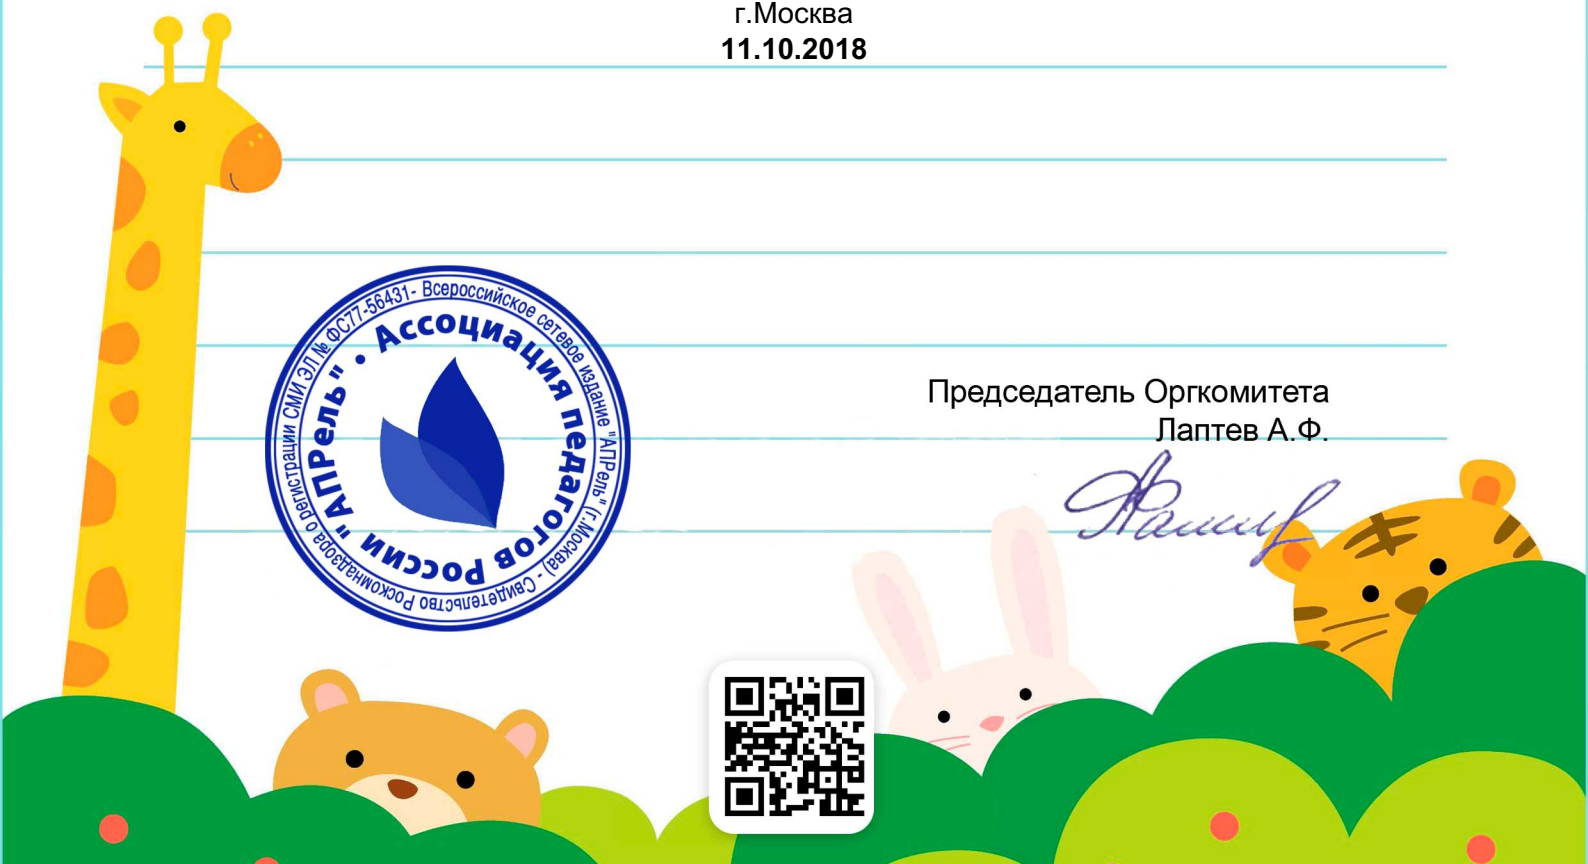 г.Москва
11.10.2018
Свидетельство Роскомнадзора о регистрации СМИ ЭЛ № ФС77-56431- Всероссийское сетевое издание "АПРель" (г.Москва) -
Ассоциация педагогов России "АПРель" •
Председатель Оргкомитета
Лаптев А.Ф.